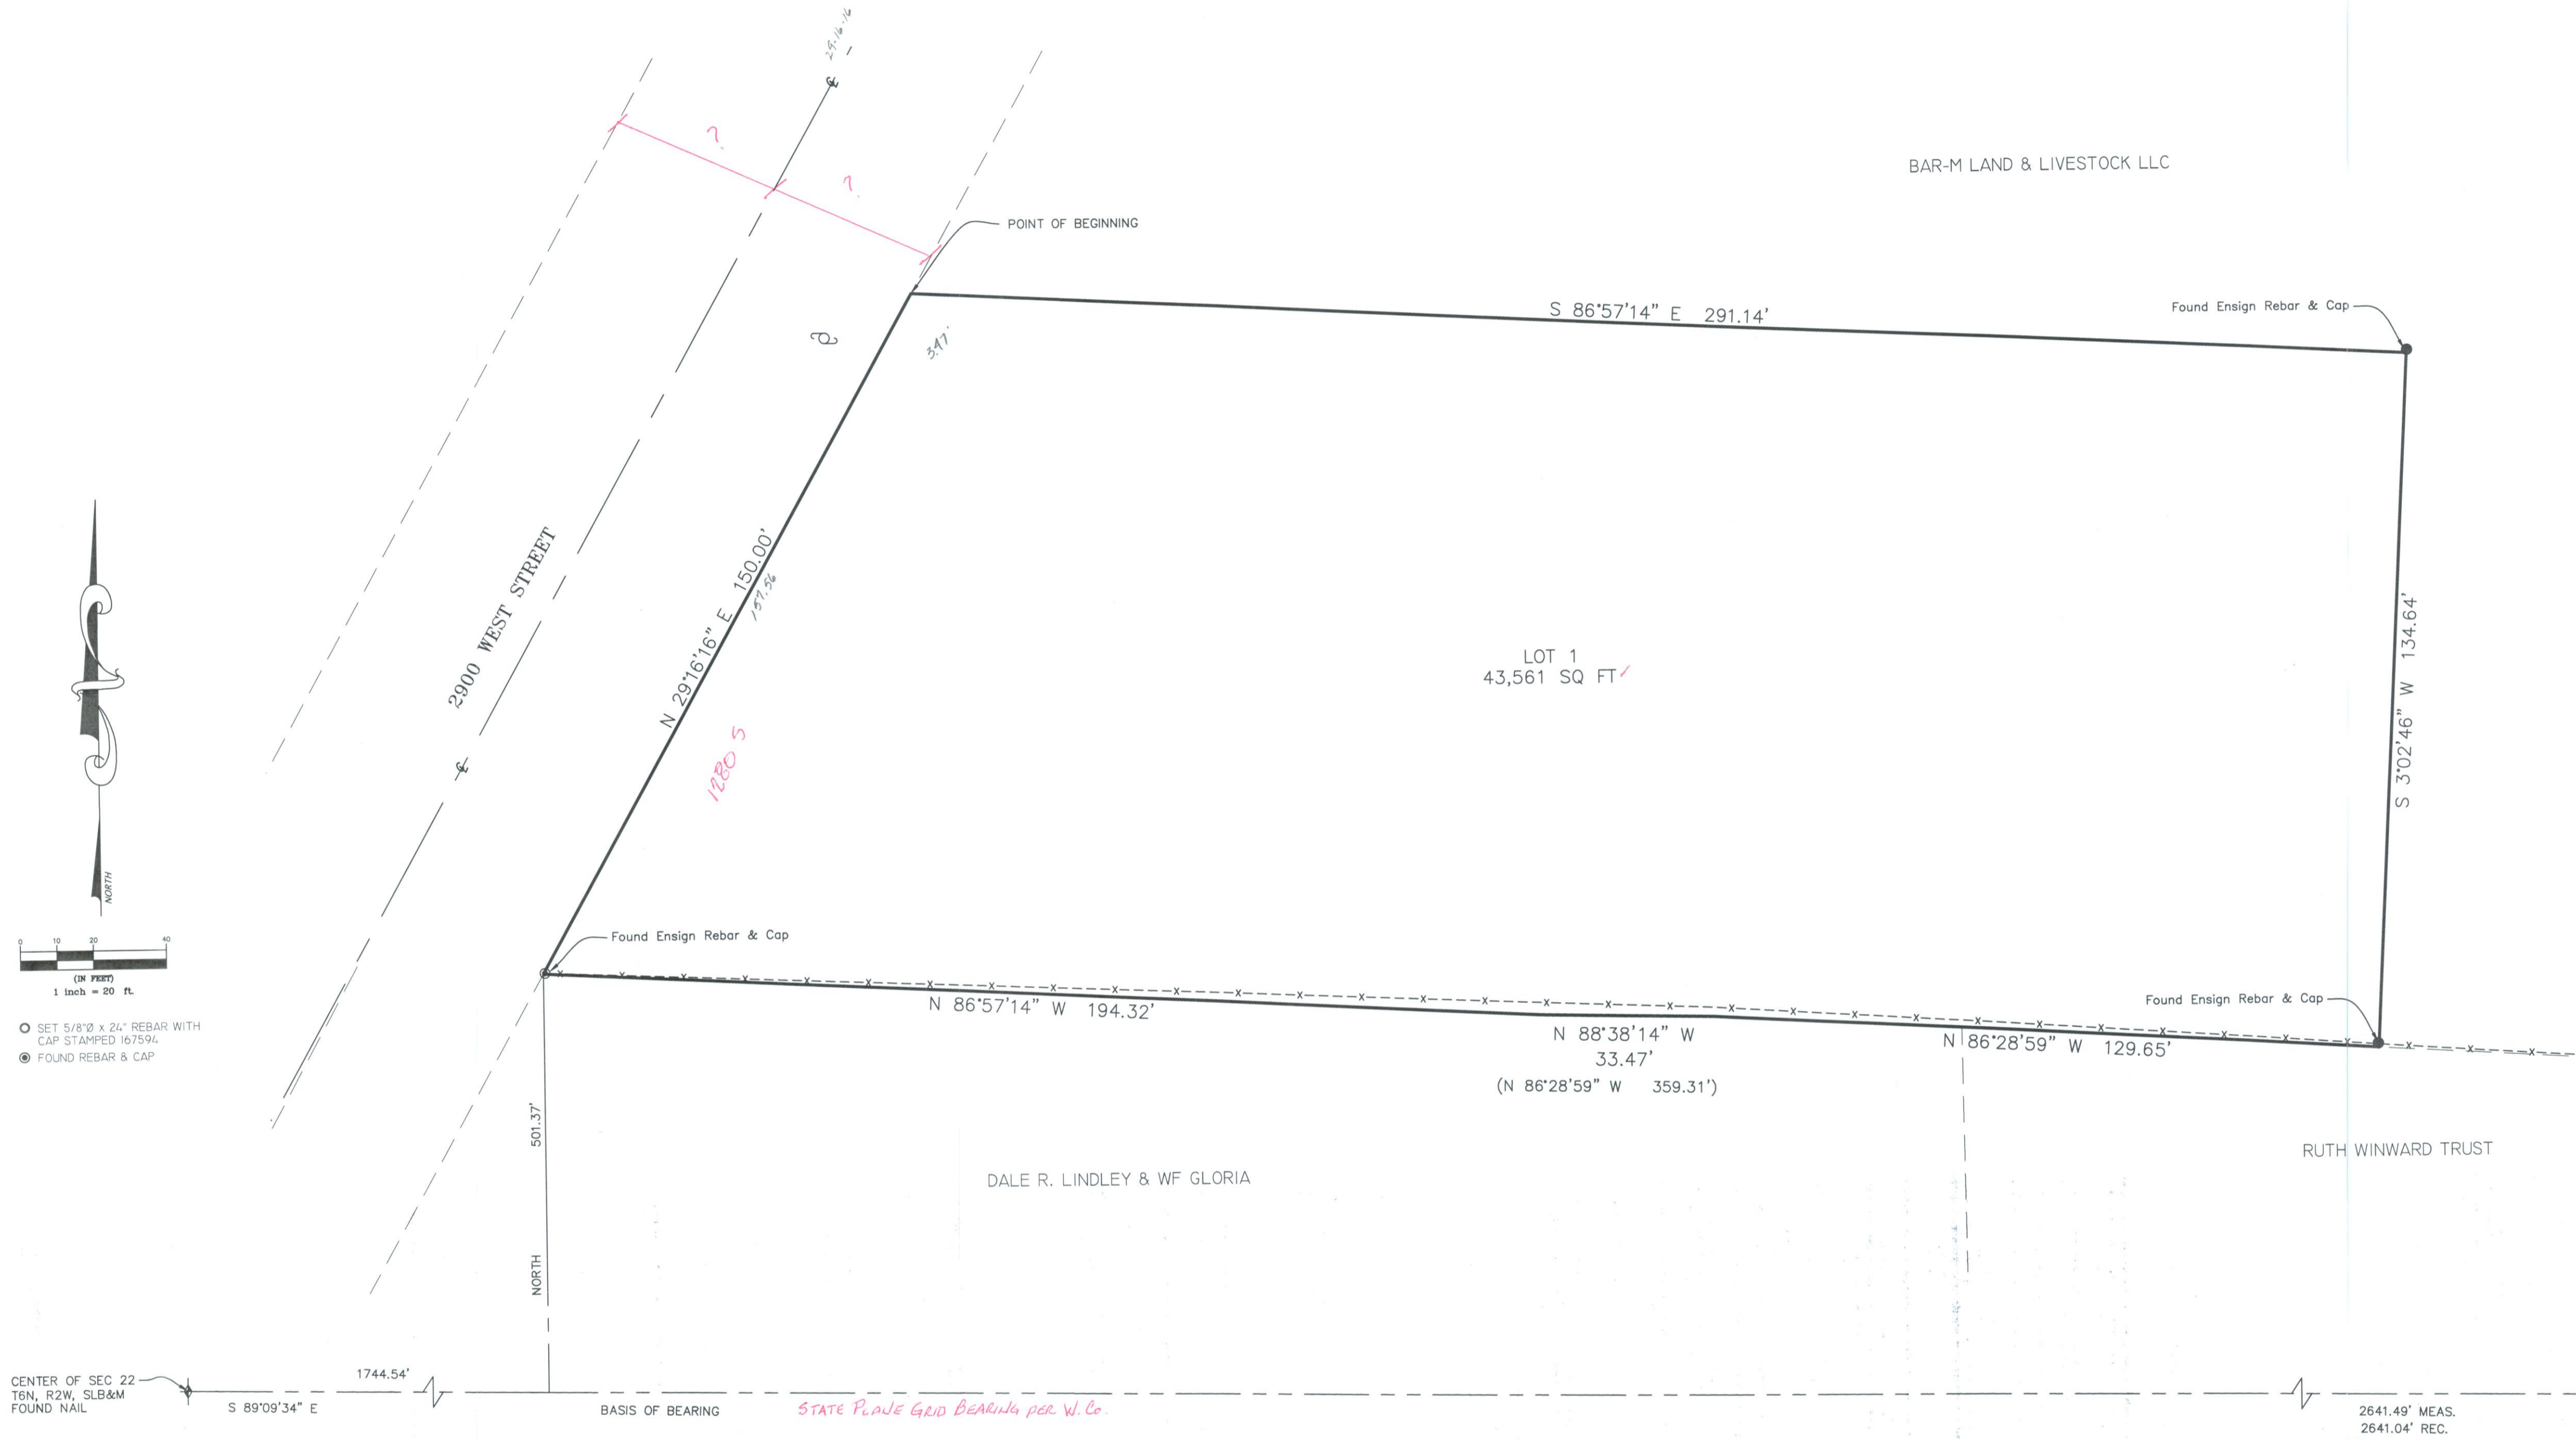 29-16-16
℄
?
?
BAR-M LAND & LIVESTOCK LLC
POINT OF BEGINNING
S 86°57'14" E 291.14'
Found Ensign Rebar & Cap
3.47'
2900 WEST STREET
N 29°16'16" E 150.00'
157.56
1280 S
℄
LOT 1
43,561 SQ FT
S 3°02'46" W 134.64'
NORTH
0 10 20 40
(IN FEET)
1 inch = 20 ft.
SET 5/8"Ø x 24" REBAR WITH
CAP STAMPED 167594
FOUND REBAR & CAP
Found Ensign Rebar & Cap
Found Ensign Rebar & Cap
N 86°57'14" W 194.32'
N 88°38'14" W
33.47'
(N 86°28'59" W 359.31')
N 86°28'59" W 129.65'
NORTH 501.37'
DALE R. LINDLEY & WF GLORIA
RUTH WINWARD TRUST
CENTER OF SEC 22
T6N, R2W, SLB&M
FOUND NAIL
1744.54'
S 89°09'34" E
BASIS OF BEARING
STATE PLANE GRID BEARING PER W. Co.
2641.49' MEAS.
2641.04' REC.